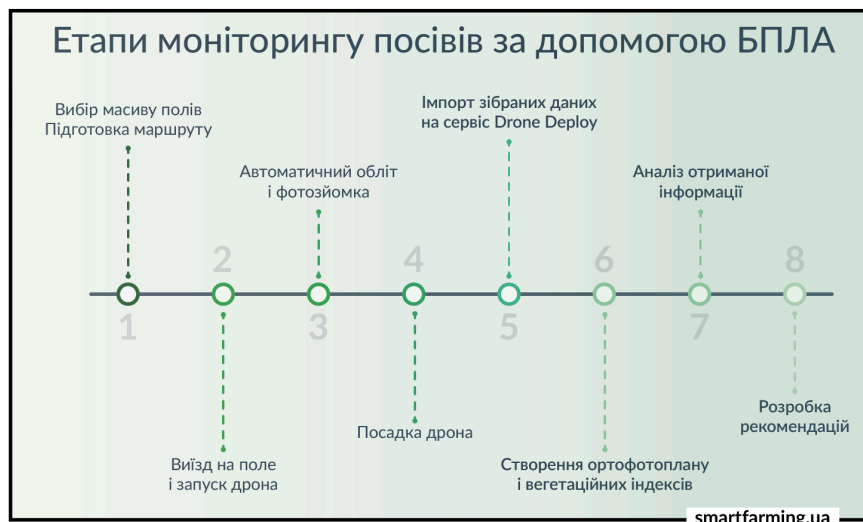 Етапи моніторингу посівів за допомогою БПЛА
Вибір масиву полів
Підготовка маршруту
1
2
Виїзд на поле
і запуск дрона
Автоматичний обліт
і фотозйомка
3
4
Посадка дрона
Імпорт зібраних даних
на сервіс Drone Deploy
5
6
Створення ортофотоплану
і вегетаційних індексів
Аналіз отриманої
інформації
7
8
Розробка
рекомендацій
smartfarming.ua